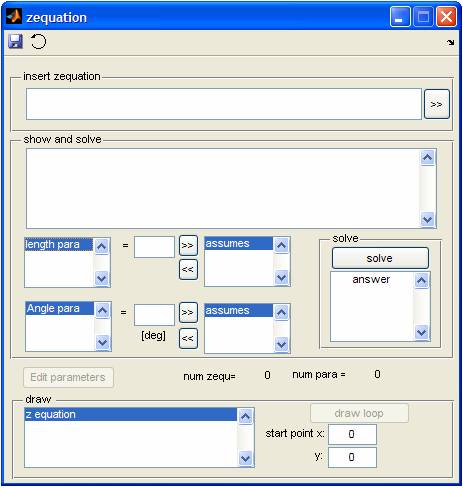 zequation
insert zequation
>>
show and solve
length para = >> assumes
<<
solve
solve
answer
Angle para = >> assumes
[deg] <<
Edit parameters num zequ= 0 num para = 0
draw
z equation
draw loop
start point x: 0
y: 0